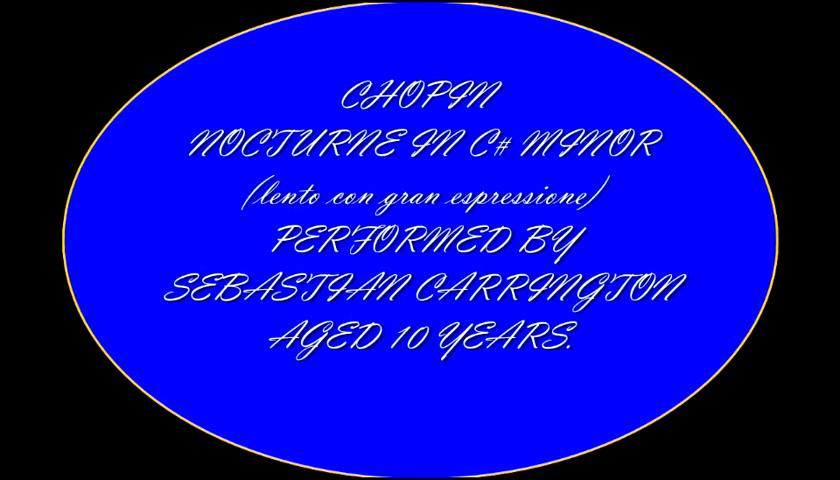 CHOPIN
NOCTURNE IN C# MINOR
(lento con gran espressione)
PERFORMED BY
SEBASTIAN CARRINGTON
AGED 10 YEARS.